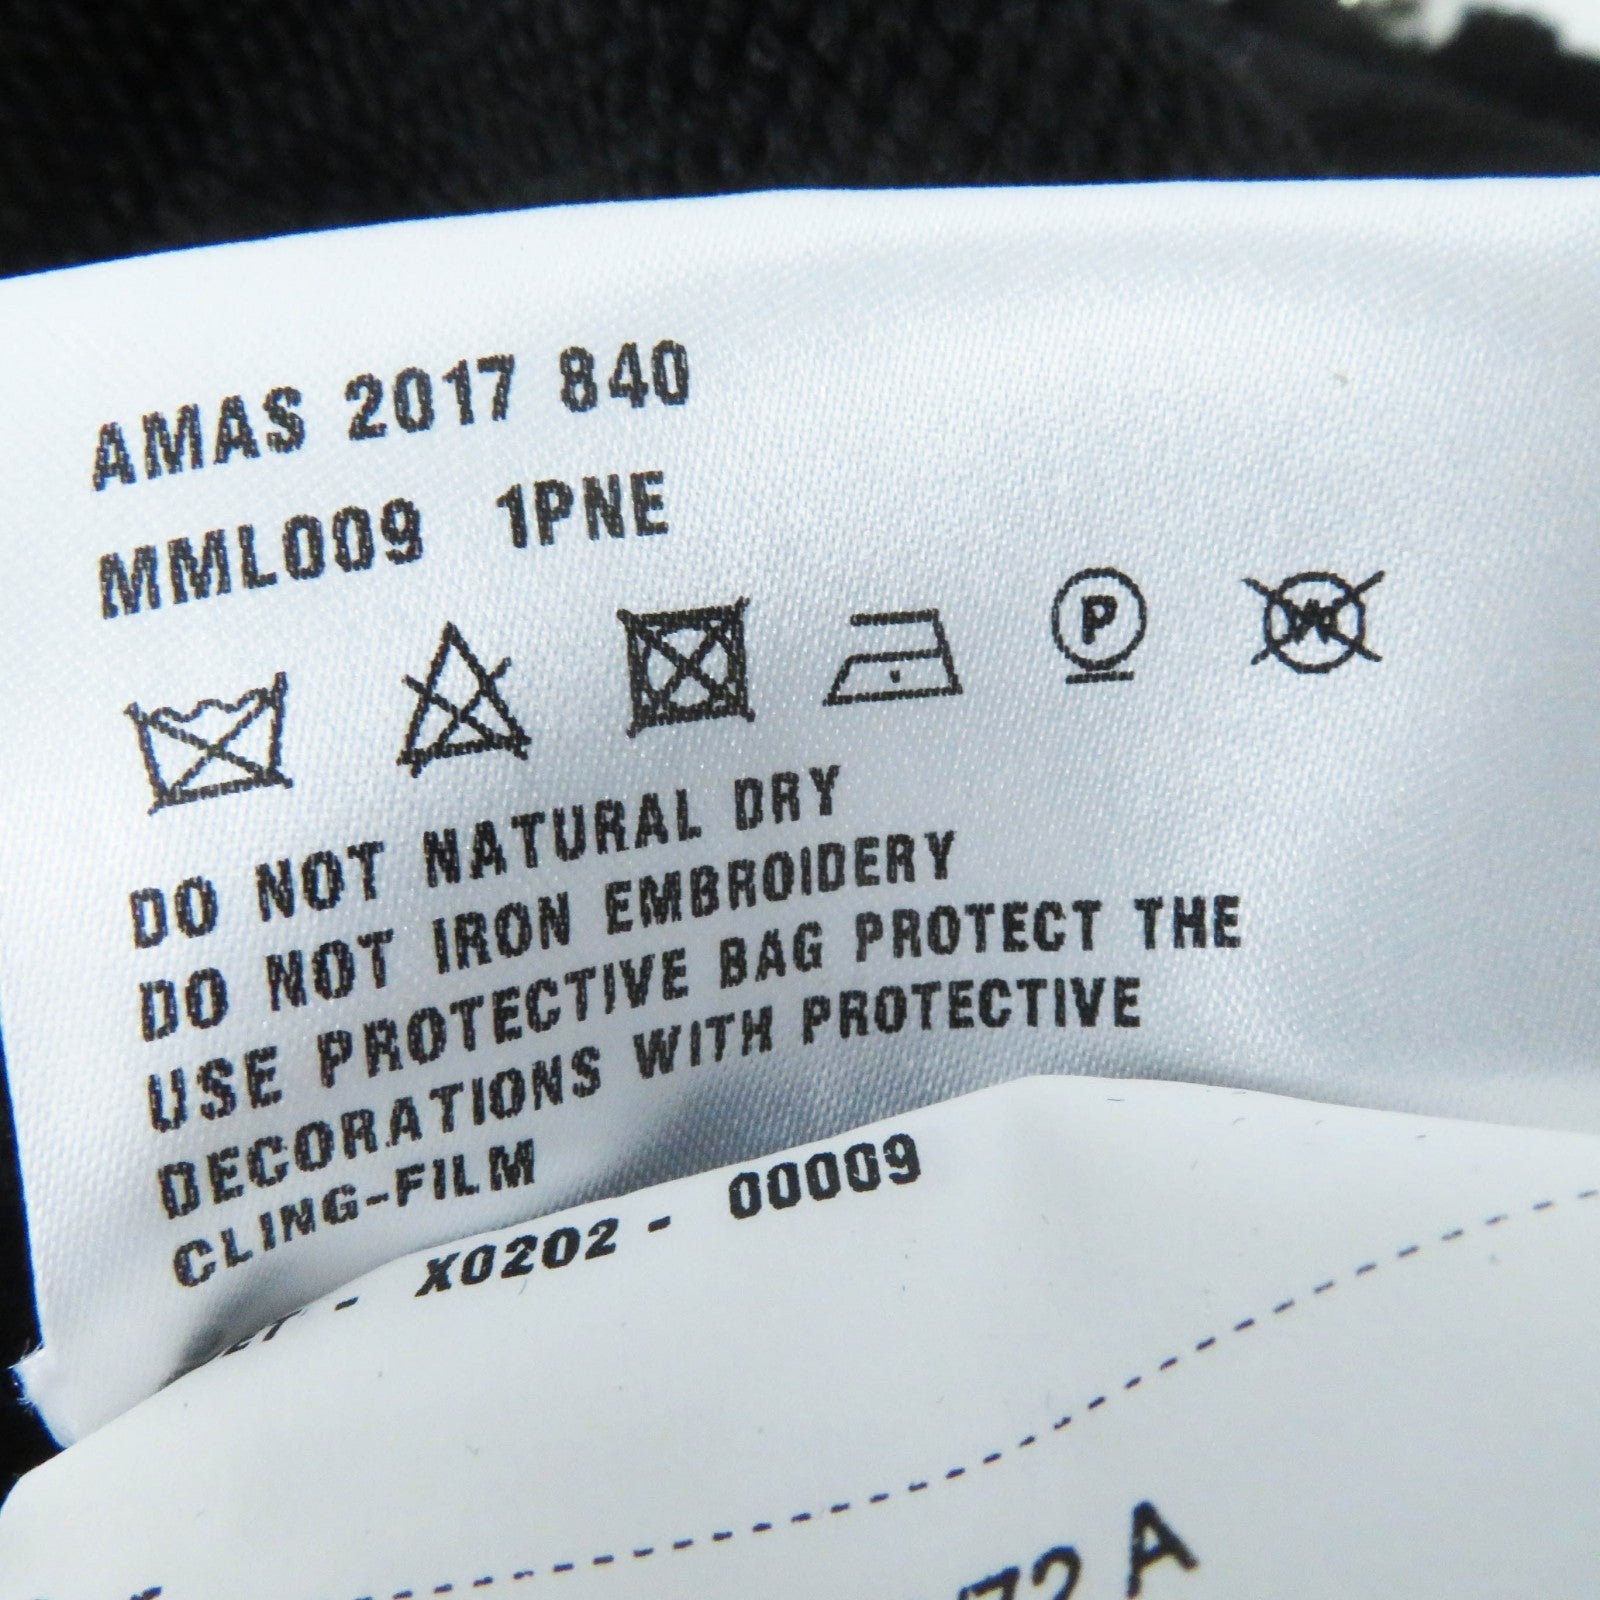 AMAS 2017 840
MML009 1PNE
P W
DO NOT NATURAL DRY
DO NOT IRON EMBROIDERY
USE PROTECTIVE BAG PROTECT THE
DECORATIONS WITH PROTECTIVE
CLING-FILM
- X0202 - 00009
72 A